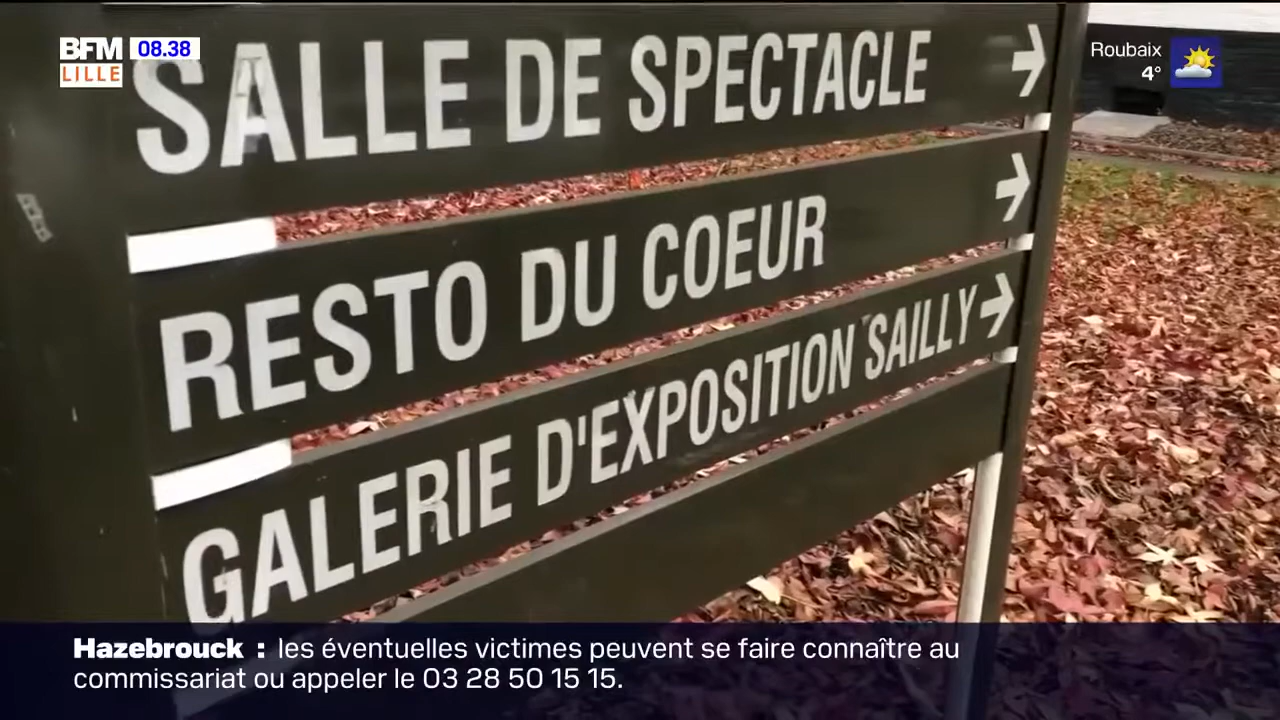 BFM 08.38
LILLE
Roubaix
4°
SALLE DE SPECTACLE →
RESTO DU COEUR →
GALERIE D'EXPOSITION SAILLY →
Hazebrouck : les éventuelles victimes peuvent se faire connaître au
commissariat ou appeler le 03 28 50 15 15.